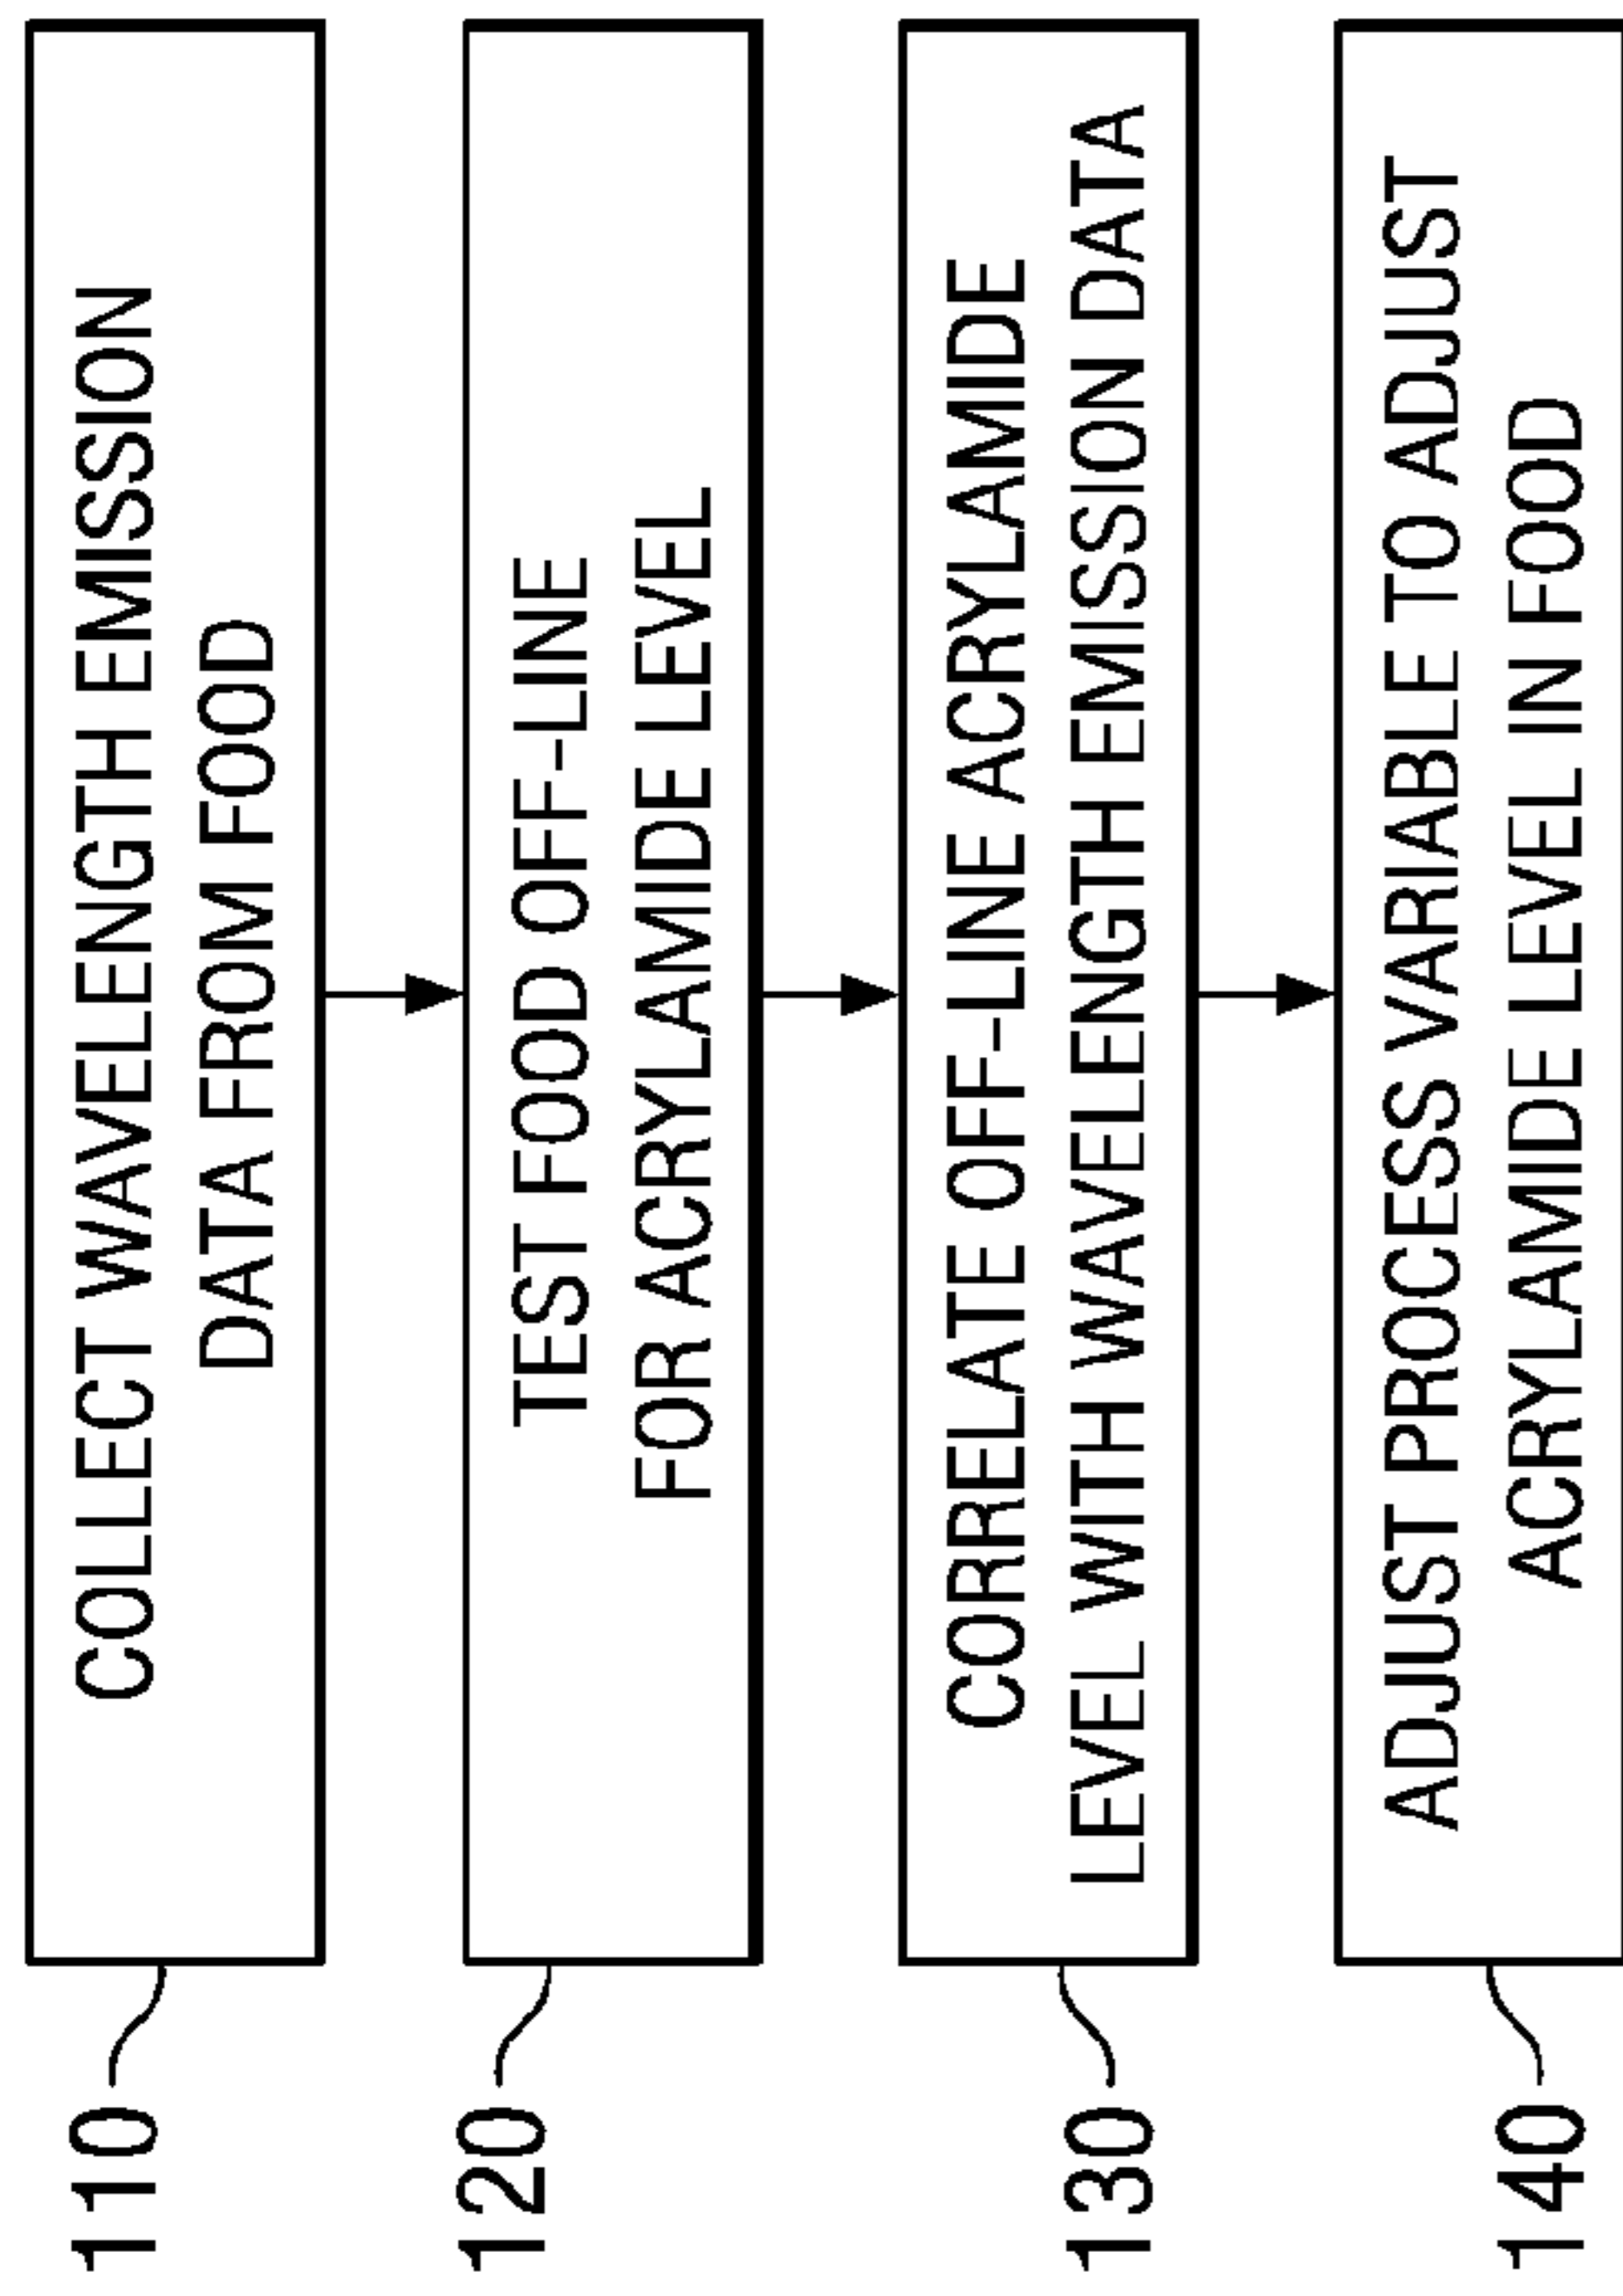 110
COLLECT WAVELENGTH EMISSION
DATA FROM FOOD
120
TEST FOOD OFF-LINE
FOR ACRYLAMIDE LEVEL
130
CORRELATE OFF-LINE ACRYLAMIDE
LEVEL WITH WAVELENGTH EMISSION DATA
140
ADJUST PROCESS VARIABLE TO ADJUST
ACRYLAMIDE LEVEL IN FOOD